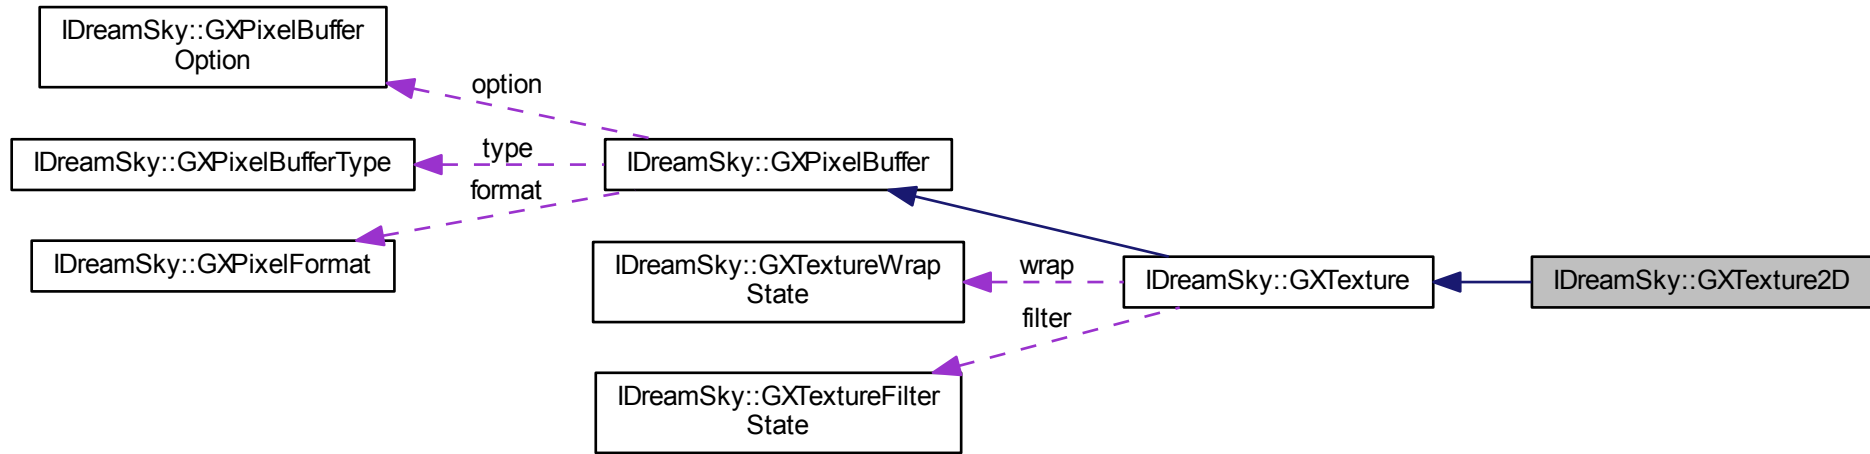 IDreamSky::GXPixelBuffer
Option
option
IDreamSky::GXPixelBufferType
type
IDreamSky::GXPixelBuffer
format
IDreamSky::GXPixelFormat
IDreamSky::GXTextureWrap
State
wrap
IDreamSky::GXTexture
IDreamSky::GXTexture2D
filter
IDreamSky::GXTextureFilter
State